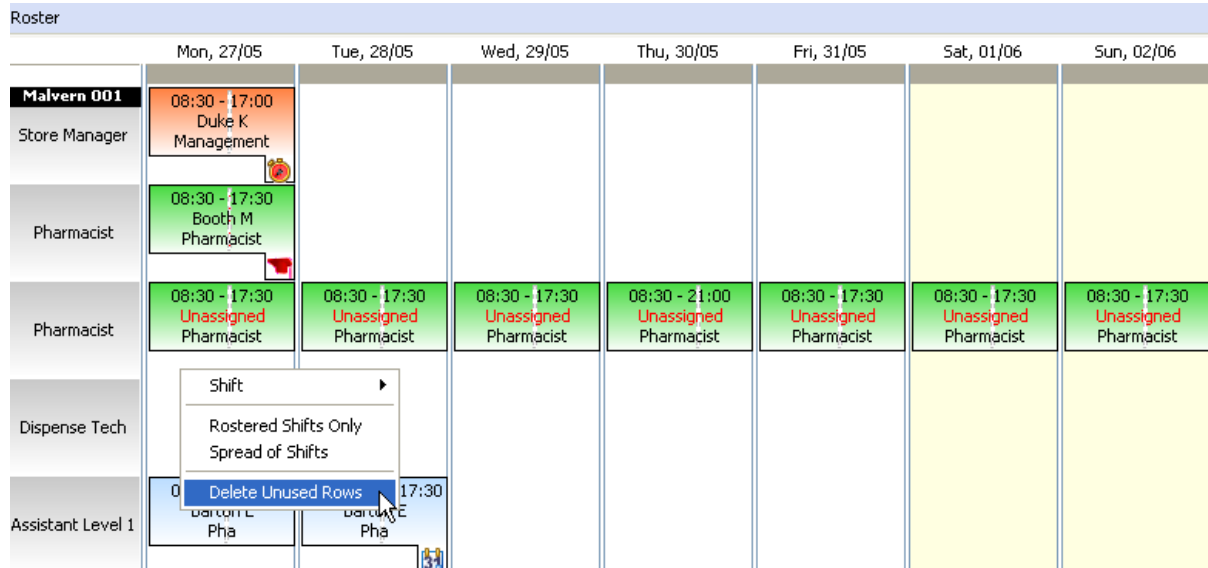 Roster
Mon, 27/05 Tue, 28/05 Wed, 29/05 Thu, 30/05 Fri, 31/05 Sat, 01/06 Sun, 02/06
Malvern 001
Store Manager
08:30 - 17:00
Duke K
Management
Pharmacist
08:30 - 17:30
Booth M
Pharmacist
Pharmacist
08:30 - 17:30 08:30 - 17:30 08:30 - 17:30 08:30 - 21:00 08:30 - 17:30 08:30 - 17:30 08:30 - 17:30
Unassigned Unassigned Unassigned Unassigned Unassigned Unassigned Unassigned
Pharmacist Pharmacist Pharmacist Pharmacist Pharmacist Pharmacist Pharmacist
Shift
Dispense Tech
Rostered Shifts Only
Spread of Shifts
Delete Unused Rows
0 17:30
Assistant Level 1
Barton E
Pha Pha
31